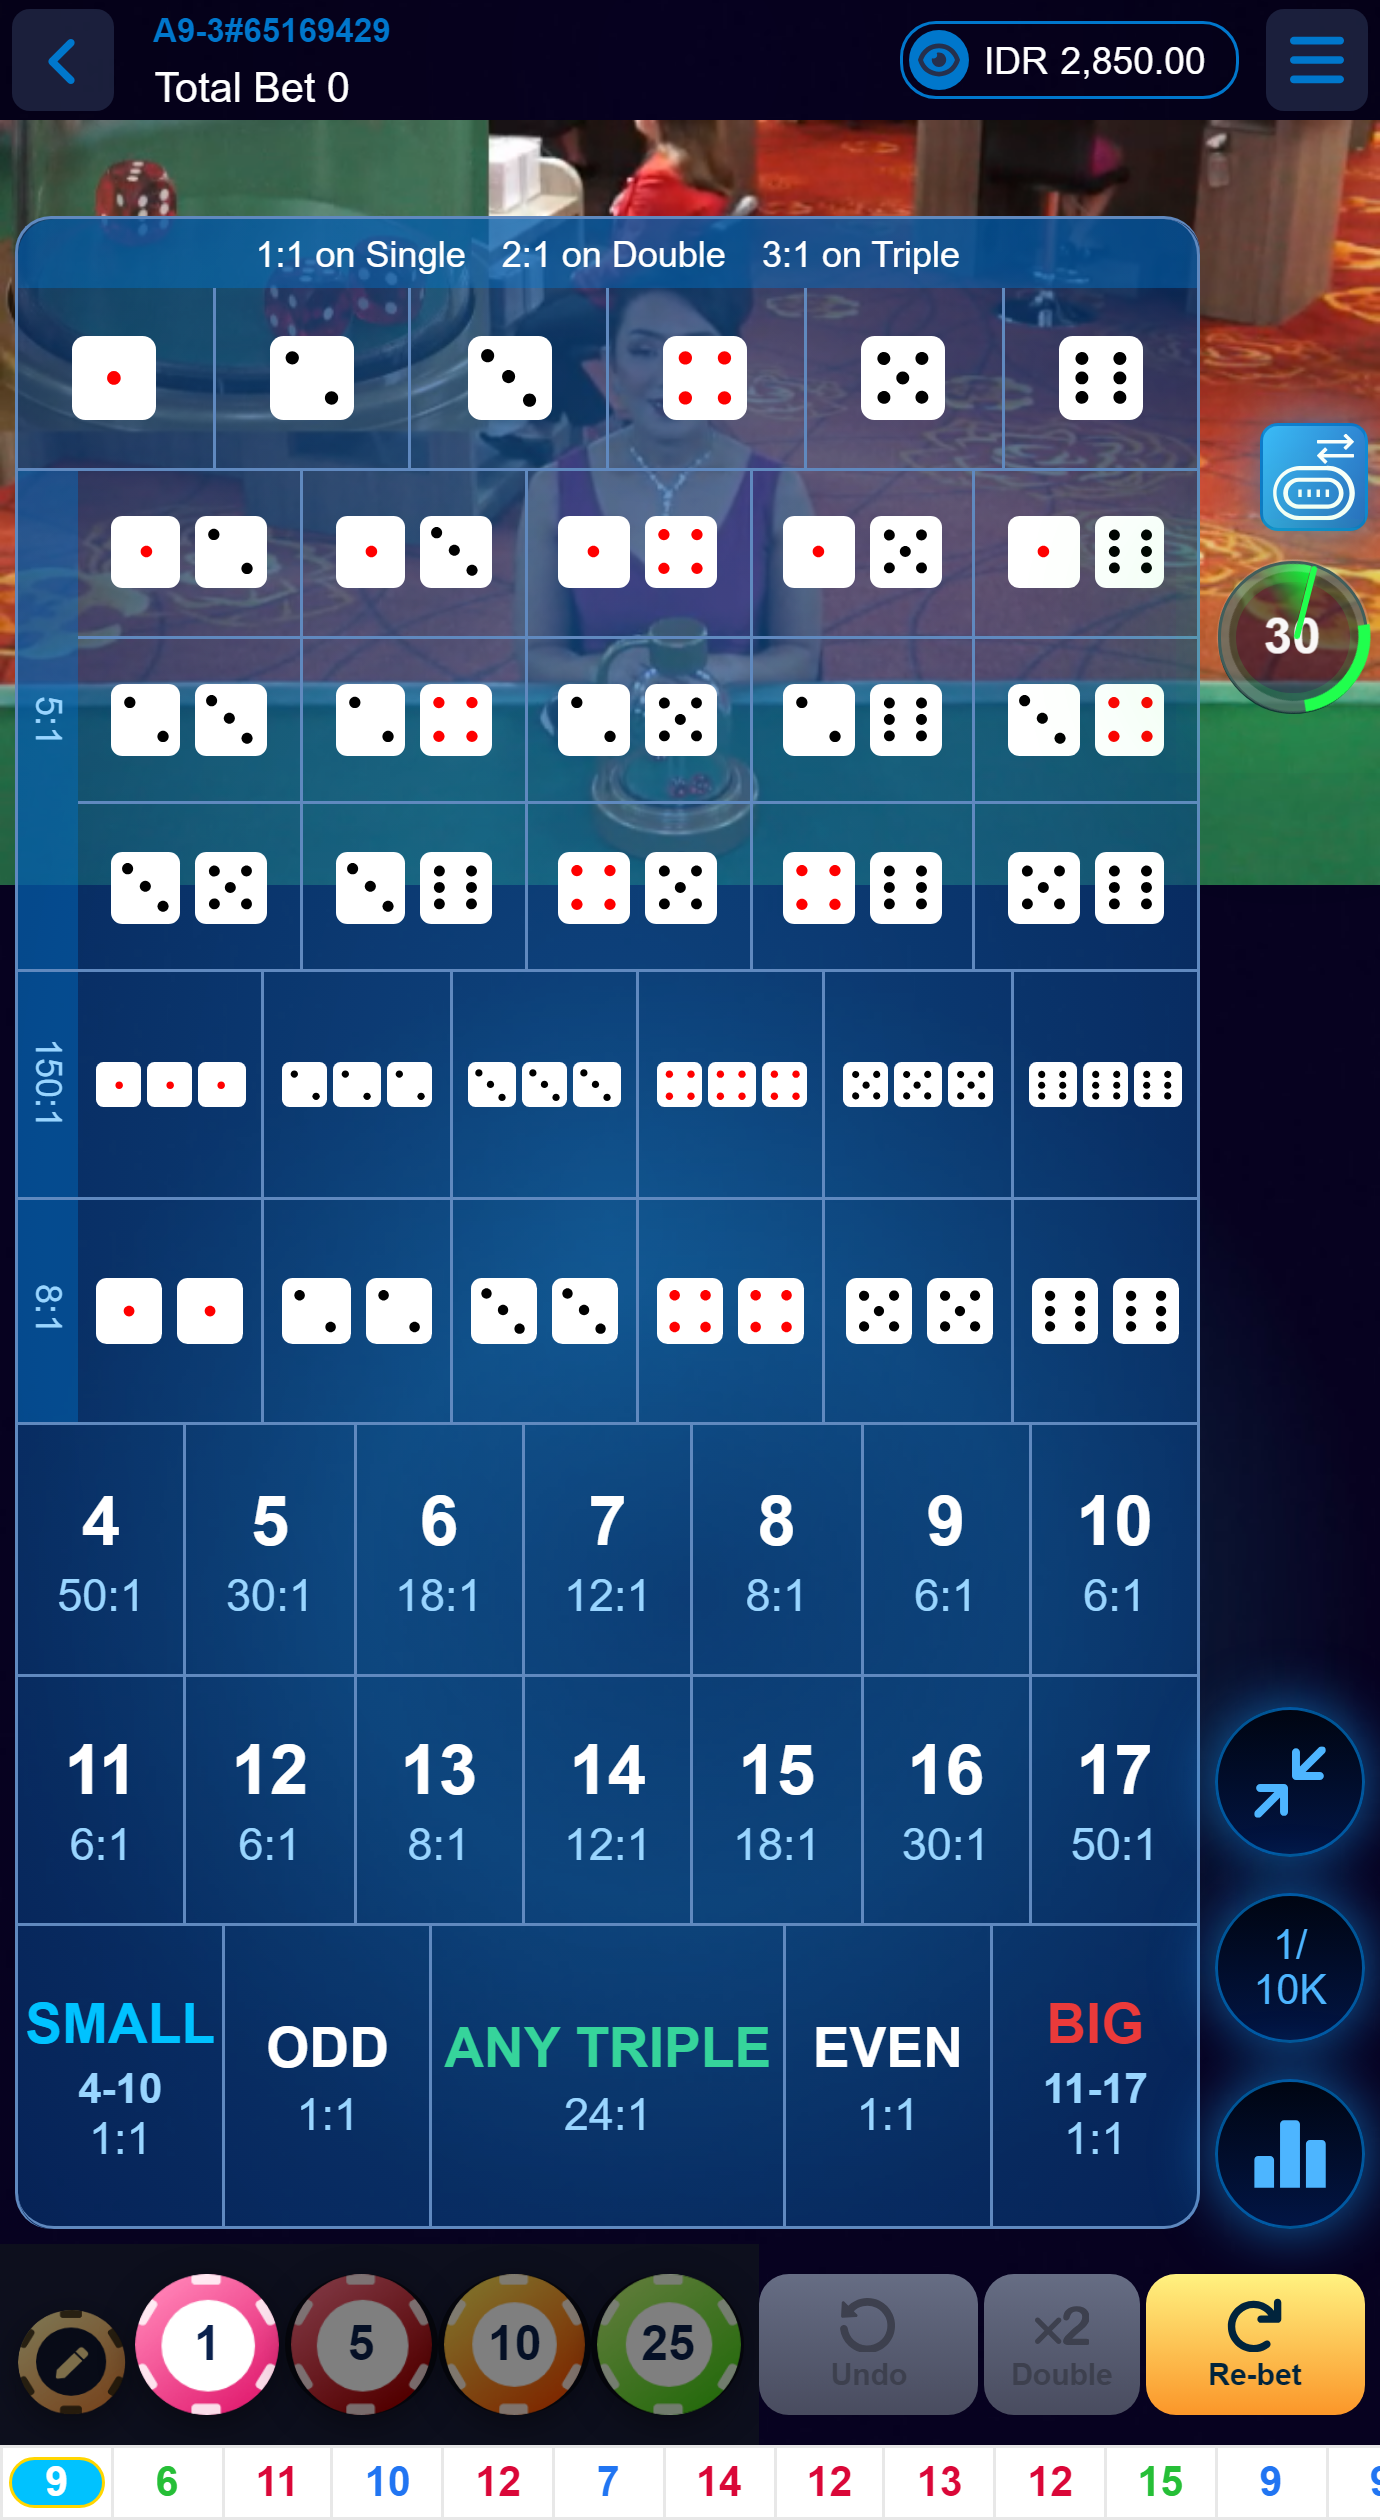 A9-3#65169429
Total Bet 0
IDR 2,850.00
1:1 on Single 2:1 on Double 3:1 on Triple
30
5:1
150:1
8:1
4 5 6 7 8 9 10
50:1 30:1 18:1 12:1 8:1 6:1 6:1
11 12 13 14 15 16 17
6:1 6:1 8:1 12:1 18:1 30:1 50:1
SMALL
4-10
1:1
ODD
1:1
ANY TRIPLE
24:1
EVEN
1:1
BIG
11-17
1:1
1/
10K
1 5 10 25
Undo
x2
Double
Re-bet
9 6 11 10 12 7 14 12 13 12 15 9